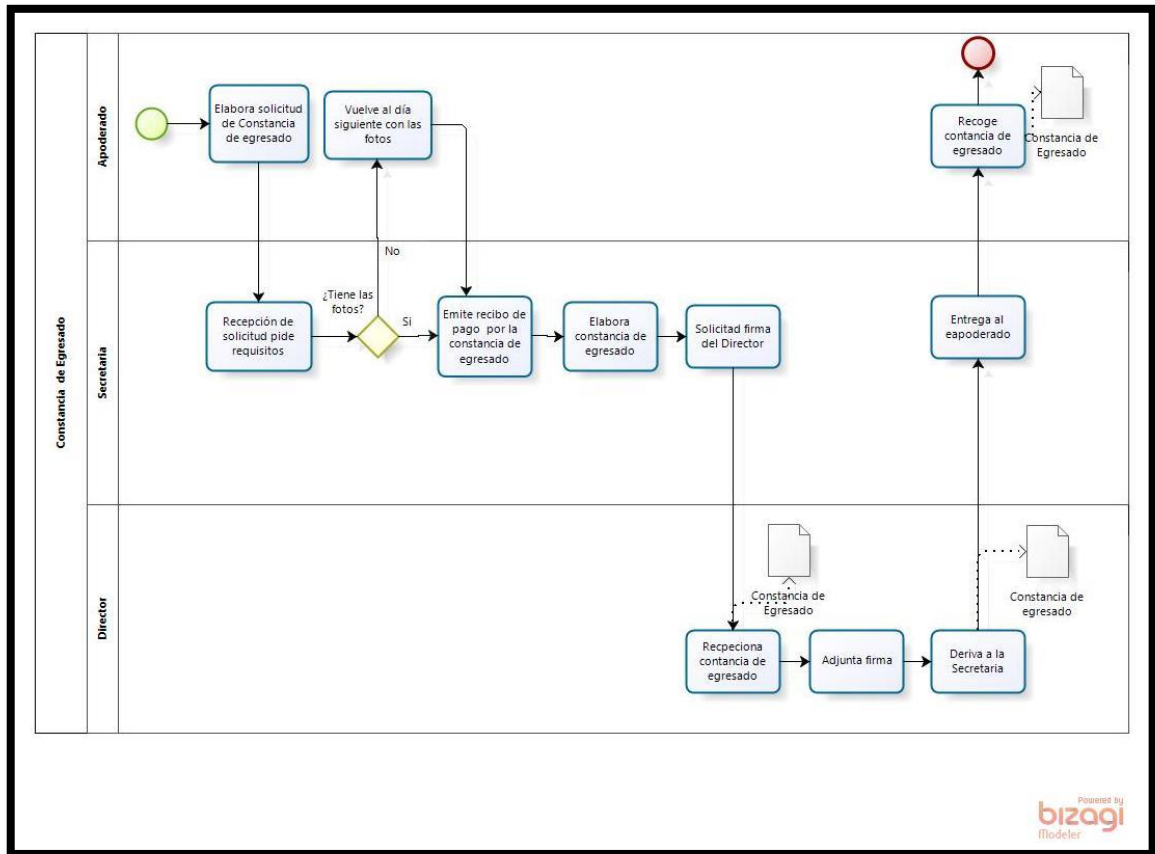 Constancia de Egresado
Apoderado
Elabora solicitud
de Constancia
de egresado
Vuelve al día
siguiente con las
fotos
Recoge
contancia de
egresado
Constancia de
Egresado
Secretaria
Recepción de
solicitud pide
requisitos
¿Tiene las
fotos?
No
Si
Emite recibo de
pago por la
constancia de
egresado
Elabora
constancia de
egresado
Solicitad firma
del Director
Entrega al
eapoderado
Director
Constancia de
Egresado
Constancia de
egresado
Recpeciona
contancia de
egresado
Adjunta firma
Deriva a la
Secretaria
Powered by
bizagi
Modeler